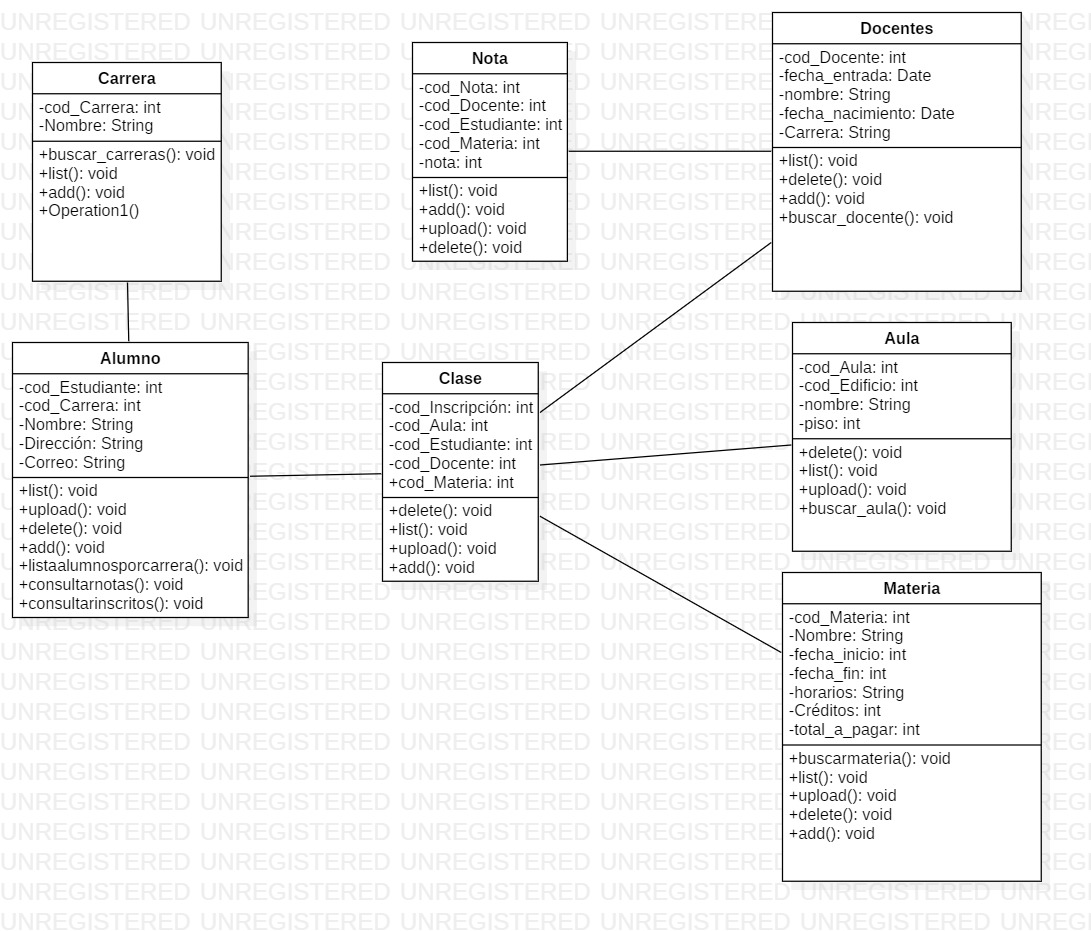 Carrera
-cod_Carrera: int
-Nombre: String
+buscar_carreras(): void
+list(): void
+add(): void
+Operation1()
Nota
-cod_Nota: int
-cod_Docente: int
-cod_Estudiante: int
-cod_Materia: int
-nota: int
+list(): void
+add(): void
+upload(): void
+delete(): void
Docentes
-cod_Docente: int
-fecha_entrada: Date
-nombre: String
-fecha_nacimiento: Date
-Carrera: String
+list(): void
+delete(): void
+add(): void
+buscar_docente(): void
Alumno
-cod_Estudiante: int
-cod_Carrera: int
-Nombre: String
-Dirección: String
-Correo: String
+list(): void
+upload(): void
+delete(): void
+add(): void
+listaalumnosporcarrera(): void
+consultarnotas(): void
+consultarinscritos(): void
Clase
-cod_Inscripción: int
-cod_Aula: int
-cod_Estudiante: int
-cod_Docente: int
+cod_Materia: int
+delete(): void
+list(): void
+upload(): void
+add(): void
Aula
-cod_Aula: int
-cod_Edificio: int
-nombre: String
-piso: int
+delete(): void
+list(): void
+upload(): void
+buscar_aula(): void
Materia
-cod_Materia: int
-Nombre: String
-fecha_inicio: int
-fecha_fin: int
-horarios: String
-Créditos: int
-total_a_pagar: int
+buscarmateria(): void
+list(): void
+upload(): void
+delete(): void
+add(): void
UNREGISTERED UNREGISTERED UNREGISTERED UNREGISTERED UNREGISTERED